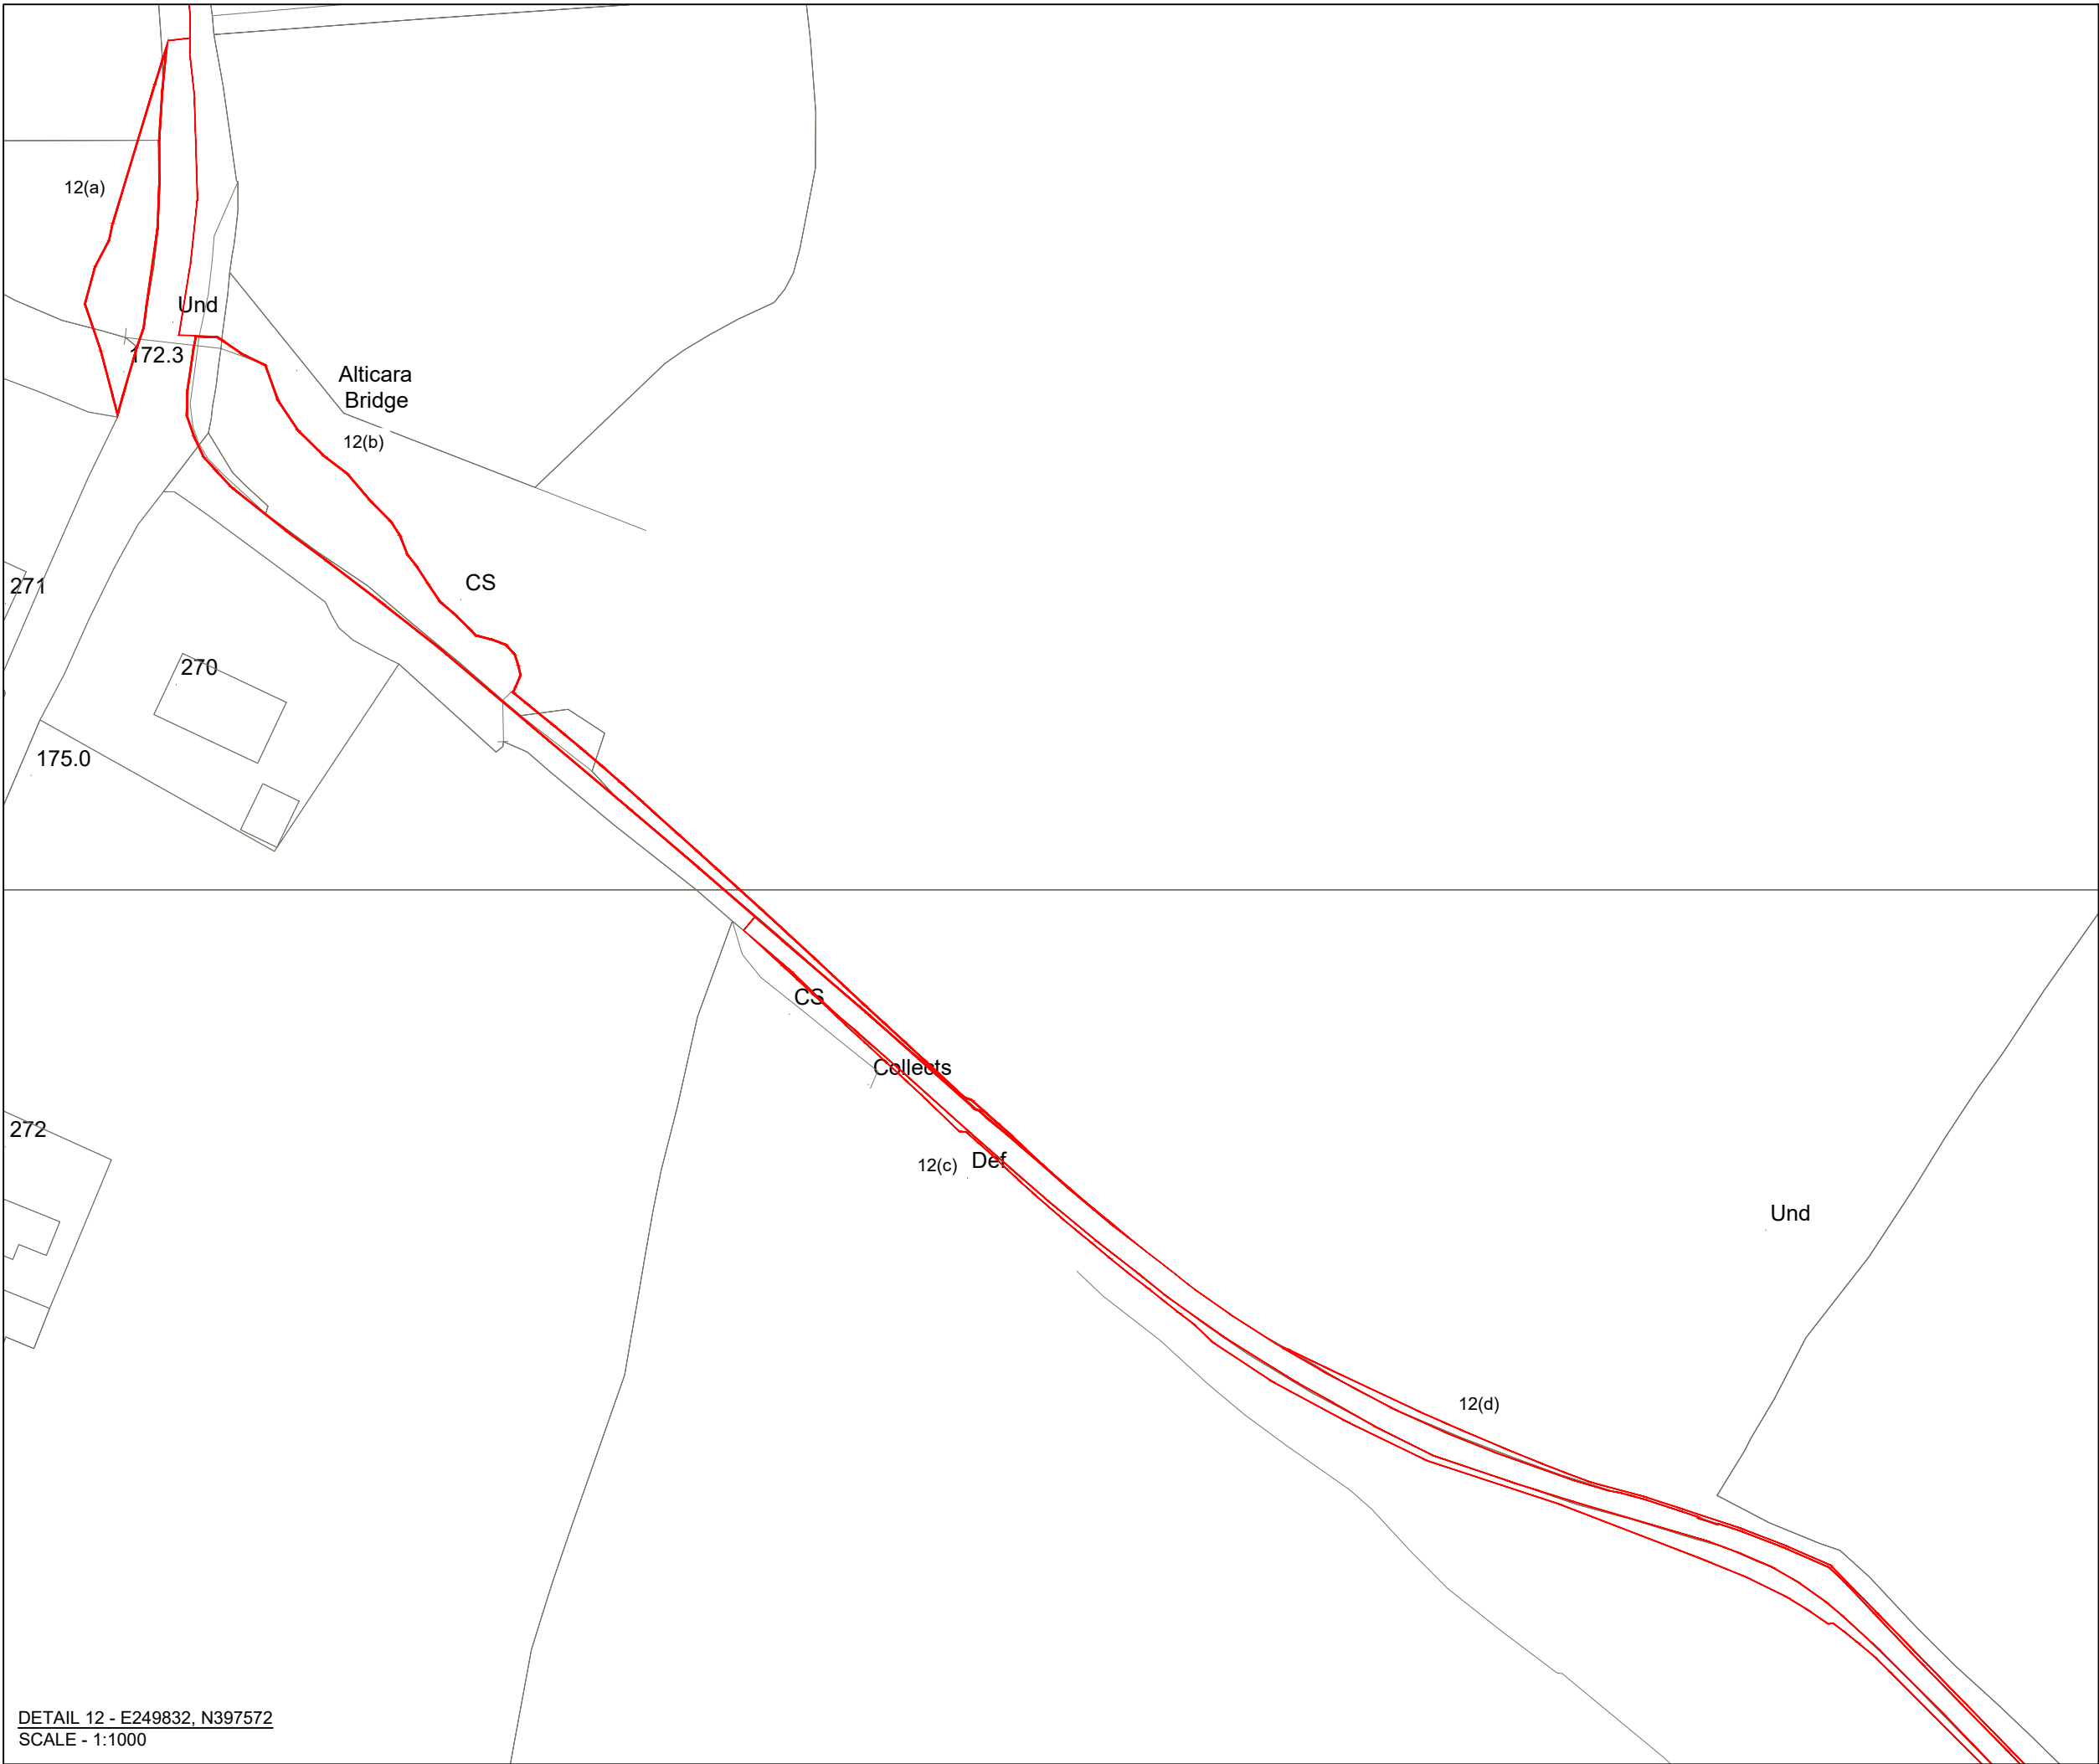 12(a)
Und
172.3
Alticara
Bridge
12(b)
CS
271
270
175.0
CS
Collects
272
12(c)
Def
Und
12(d)
DETAIL 12 - E249832, N397572
SCALE - 1:1000